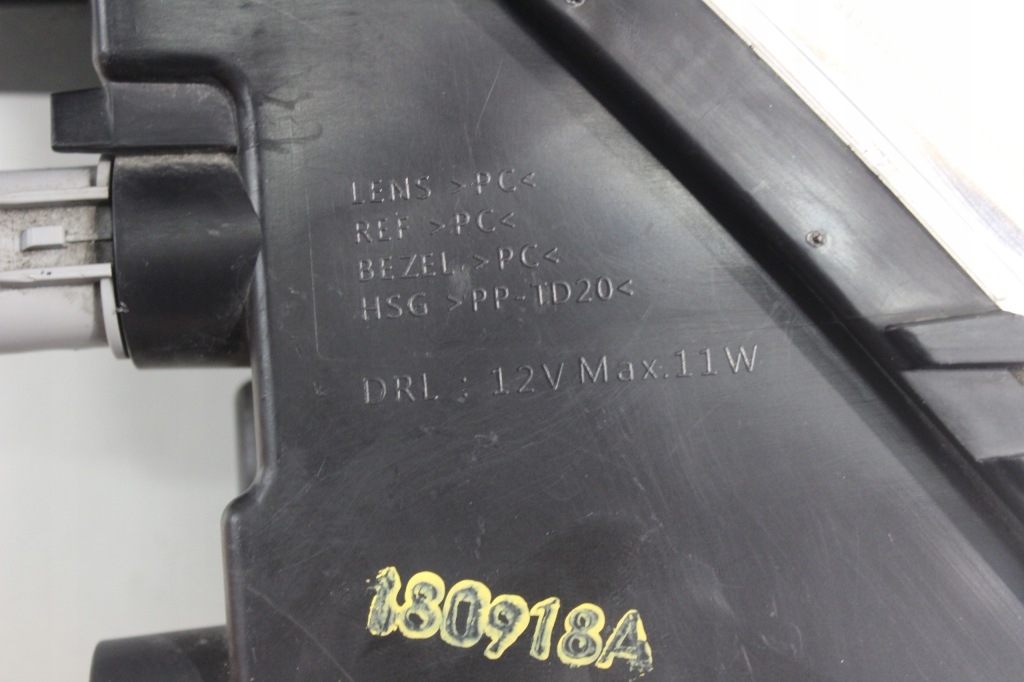 LENS >PC<
REF >PC<
BEZEL >PC<
HSG >PP-TD20<
DRL : 12V Max.11W
180918A